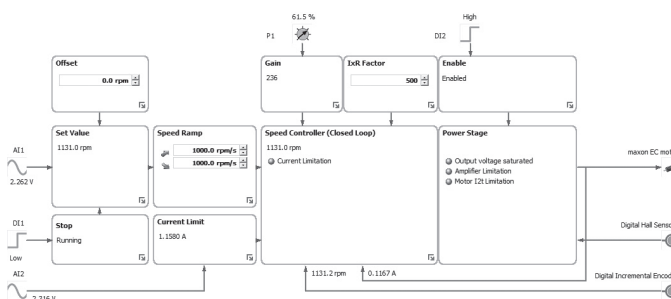 61.5 %
High
P1
DI2
Offset
0.0 rpm
Gain
236
IxR Factor
500
Enable
Enabled
Set Value
1131.0 rpm
Speed Ramp
1000.0 rpm/s
1000.0 rpm/s
Speed Controller (Closed Loop)
1131.0 rpm
Current Limitation
Power Stage
Output voltage saturated
Amplifier Limitation
Motor I2t Limitation
AI1
2.262 V
maxon EC mot
Stop
Running
Current Limit
1.1580 A
DI1
Low
Digital Hall Senso
AI2
2.316 V
1131.2 rpm
0.1167 A
Digital Incremental Encod